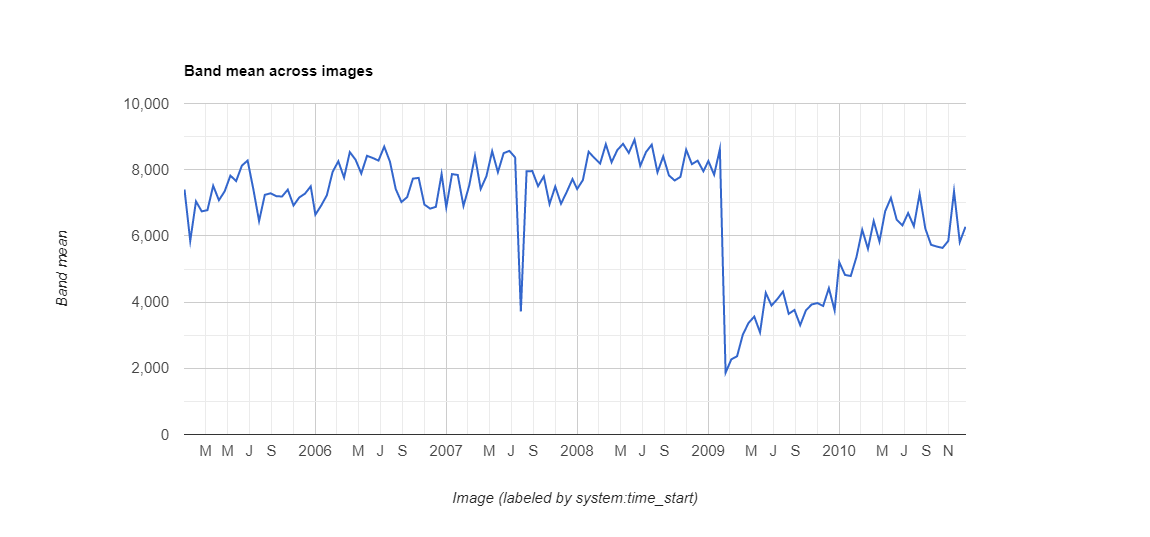 Band mean across images
10,000
8,000
6,000
4,000
2,000
0
Band mean
M M J S 2006 M J S 2007 M J S 2008 M J S 2009 M J S 2010 M J S N
Image (labeled by system:time_start)